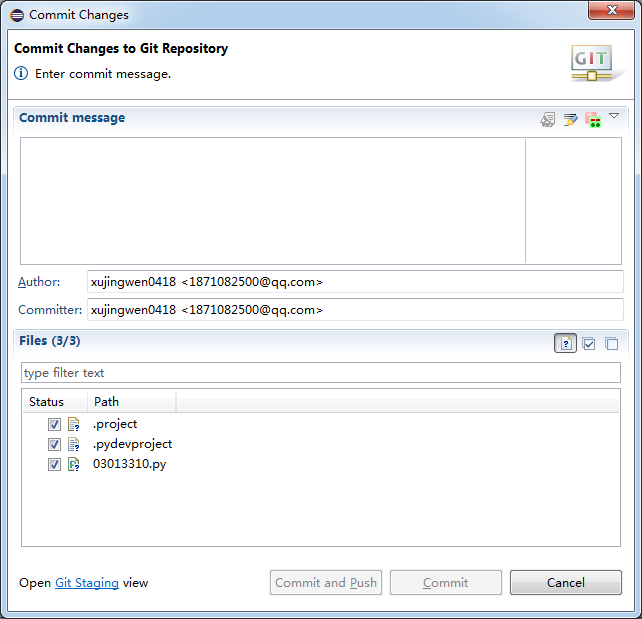 Commit Changes
Commit Changes to Git Repository
Enter commit message.
GIT
Commit message
Author: xujingwen0418 <1871082500@qq.com>
Committer: xujingwen0418 <1871082500@qq.com>
Files (3/3)
type filter text
Status Path
.project
.pydevproject
03013310.py
Open Git Staging view
Commit and Push Commit Cancel